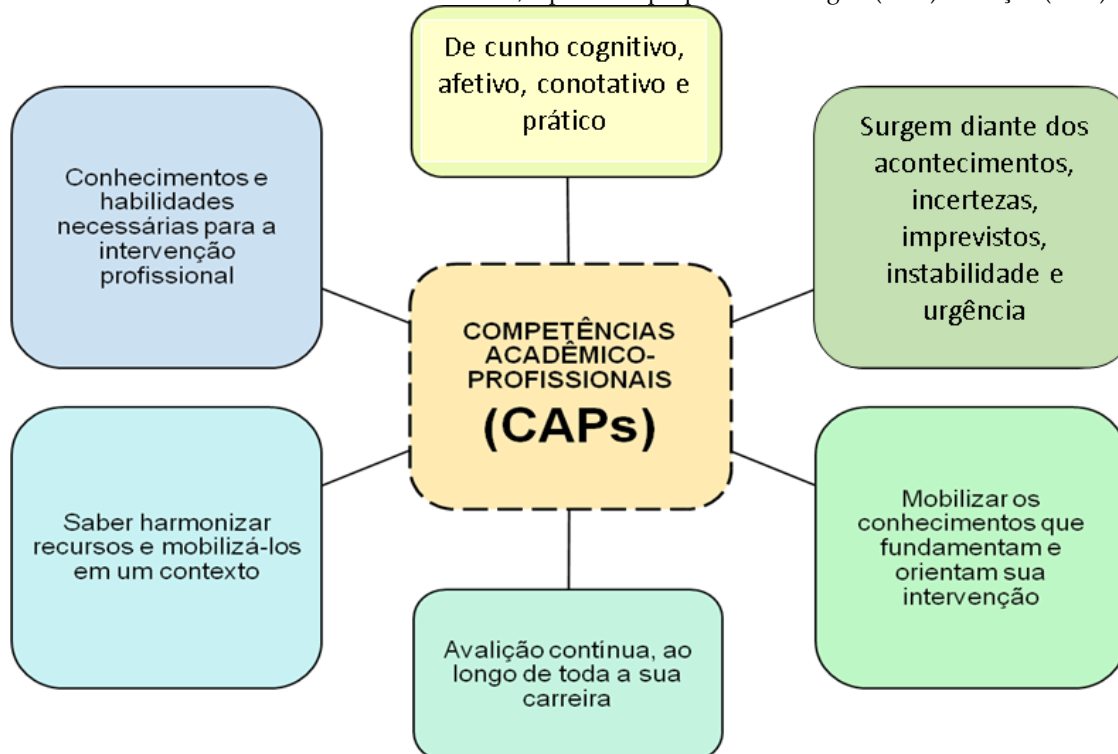 De cunho cognitivo,
afetivo, conotativo e
prático
Conhecimentos e
habilidades
necessárias para a
intervenção
profissional
Surgem diante dos
acontecimentos,
incertezas,
imprevistos,
instabilidade e
urgência
COMPETÊNCIAS
ACADÊMICO-
PROFISSIONAIS
(CAPs)
Saber harmonizar
recursos e mobilizá-los
em um contexto
Mobilizar os
conhecimentos que
fundamentam e
orientam sua
intervenção
Avalição contínua, ao
longo de toda a sua
carreira